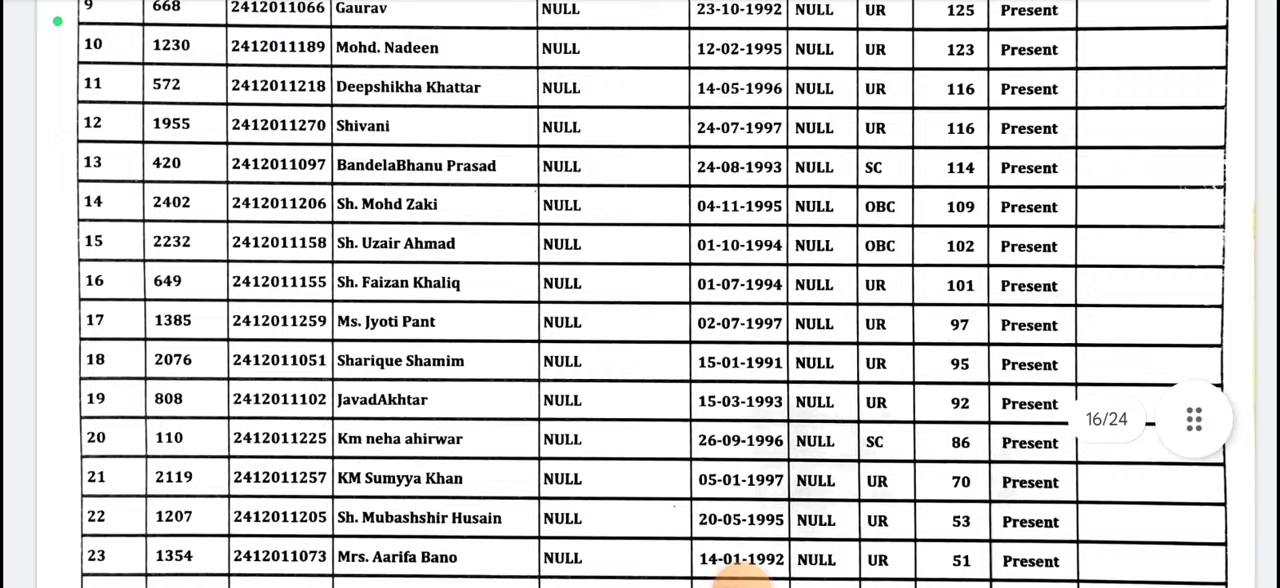 9 668 2412011066 Gaurav NULL 23-10-1992 NULL UR 125 Present
10 1230 2412011189 Mohd. Nadeen NULL 12-02-1995 NULL UR 123 Present
11 572 2412011218 Deepshikha Khattar NULL 14-05-1996 NULL UR 116 Present
12 1955 2412011270 Shivani NULL 24-07-1997 NULL UR 116 Present
13 420 2412011097 BandelaBhanu Prasad NULL 24-08-1993 NULL SC 114 Present
14 2402 2412011206 Sh. Mohd Zaki NULL 04-11-1995 NULL OBC 109 Present
15 2232 2412011158 Sh. Uzair Ahmad NULL 01-10-1994 NULL OBC 102 Present
16 649 2412011155 Sh. Faizan Khaliq NULL 01-07-1994 NULL UR 101 Present
17 1385 2412011259 Ms. Jyoti Pant NULL 02-07-1997 NULL UR 97 Present
18 2076 2412011051 Sharique Shamim NULL 15-01-1991 NULL UR 95 Present
19 808 2412011102 JavadAkhtar NULL 15-03-1993 NULL UR 92 Present
16/24
20 110 2412011225 Km neha ahirwar NULL 26-09-1996 NULL SC 86 Present
21 2119 2412011257 KM Sumyya Khan NULL 05-01-1997 NULL UR 70 Present
22 1207 2412011205 Sh. Mubashshir Husain NULL 20-05-1995 NULL UR 53 Present
23 1354 2412011073 Mrs. Aarifa Bano NULL 14-01-1992 NULL UR 51 Present